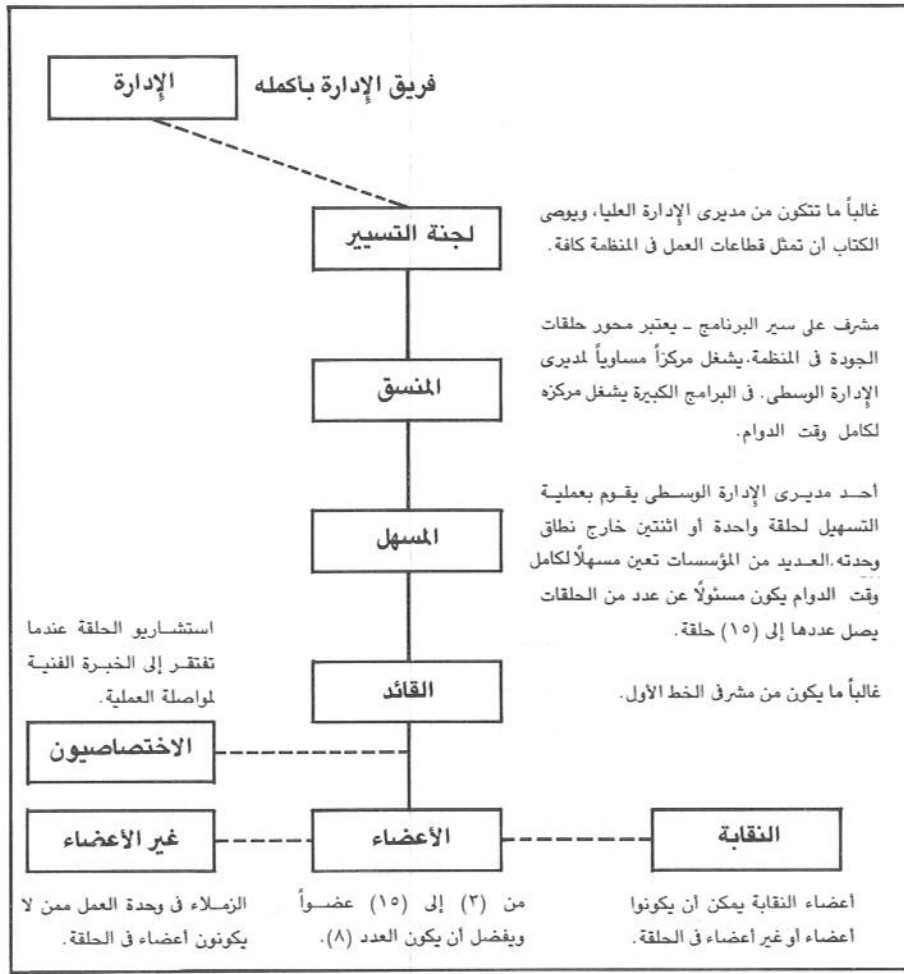 الإدارة
فريق الإدارة بأكمله
لجنة التسيير
غالباً ما تتكون من مديرى الإدارة العليا، ويوصى
الكتاب أن تمثل قطاعات العمل فى المنظمة كافة.
المنسق
مشرف على سير البرنامج - يعتبر محور حلقات
الجودة فى المنظمة. يشغل مركزاً مساوياً لمديرى
الإدارة الوسطى. فى البرامج الكبيرة يشغل مركزه
لكامل وقت الدوام.
المسهل
أحد مديرى الإدارة الوسطى يقوم بعملية
التسهيل لحلقة واحدة أو اثنتين خارج نطاق
وحدته. العديد من المؤسسات تعين مسهلاً لكامل
وقت الدوام يكون مسئولاً عن عدد من الحلقات
يصل عددها إلى (١٥) حلقة.
القائد
غالباً ما يكون من مشرفى الخط الأول.
استشاريو الحلقة عندما
تفتقر إلى الخبرة الفنية
لمواصلة العملية.
الاختصاصيون
النقابة
الأعضاء
غير الأعضاء
أعضاء النقابة يمكن أن يكونوا
أعضاء أو غير أعضاء فى الحلقة.
من (٣) إلى (١٥) عضواً
ويفضل أن يكون العدد (٨).
الزملاء فى وحدة العمل ممن لا
يكونون أعضاء فى الحلقة.